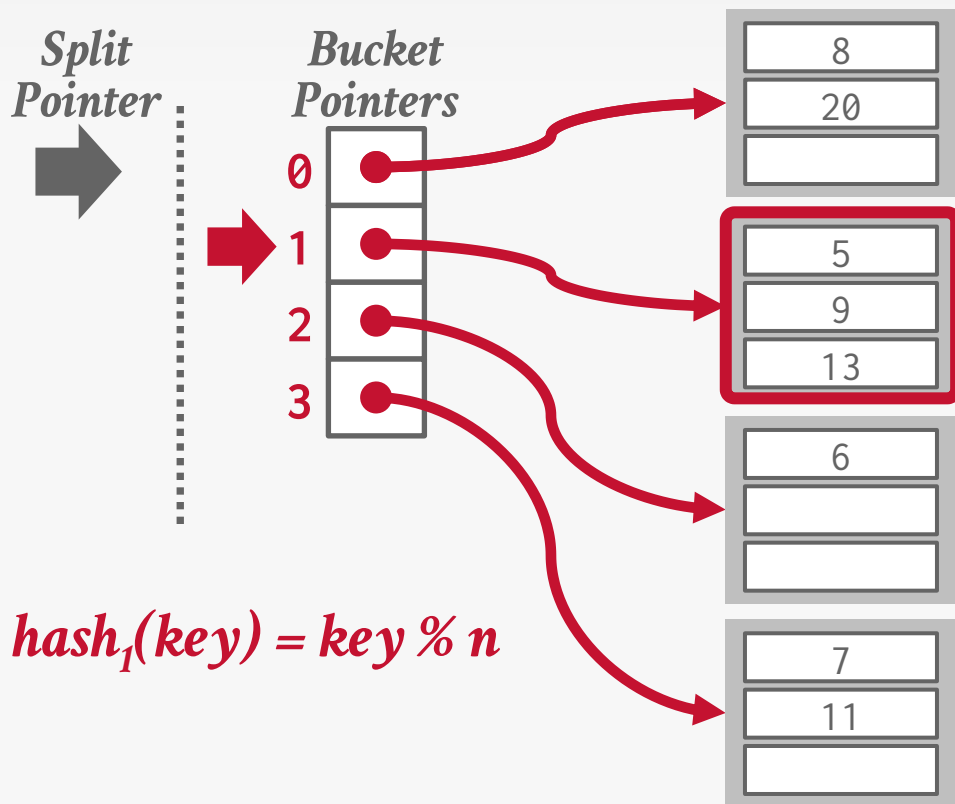 Split
Pointer
Bucket
Pointers
0
1
2
3
8
20
5
9
13
6
7
11
hash₁(key) = key % n